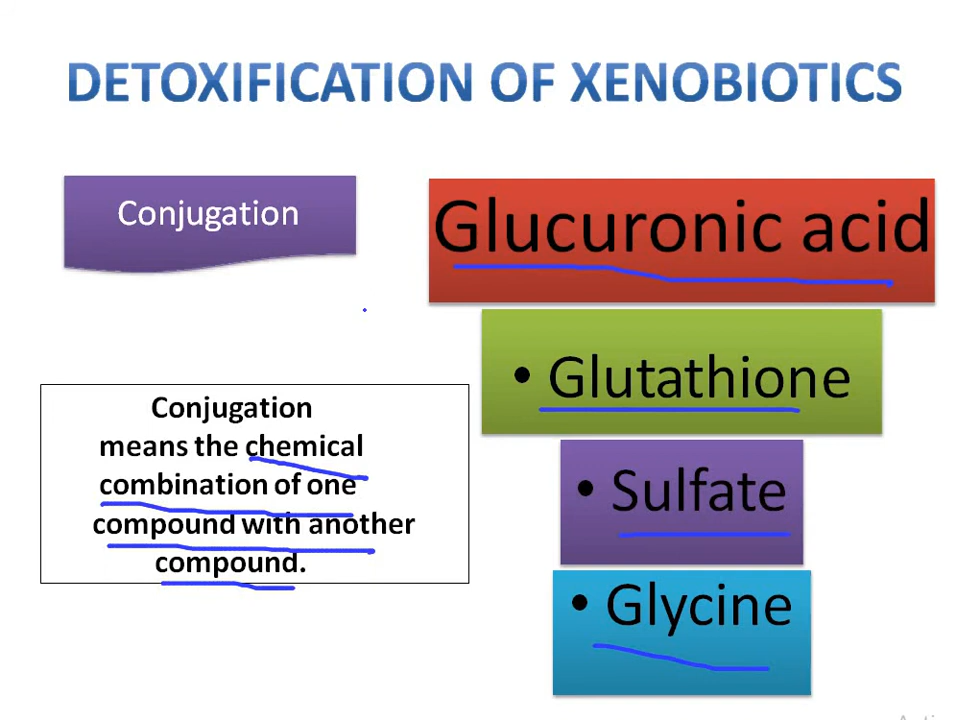 DETOXIFICATION OF XENOBIOTICS
Conjugation
Glucuronic acid
• Glutathione
• Sulfate
• Glycine
Conjugation
means the chemical
combination of one
compound with another
compound.